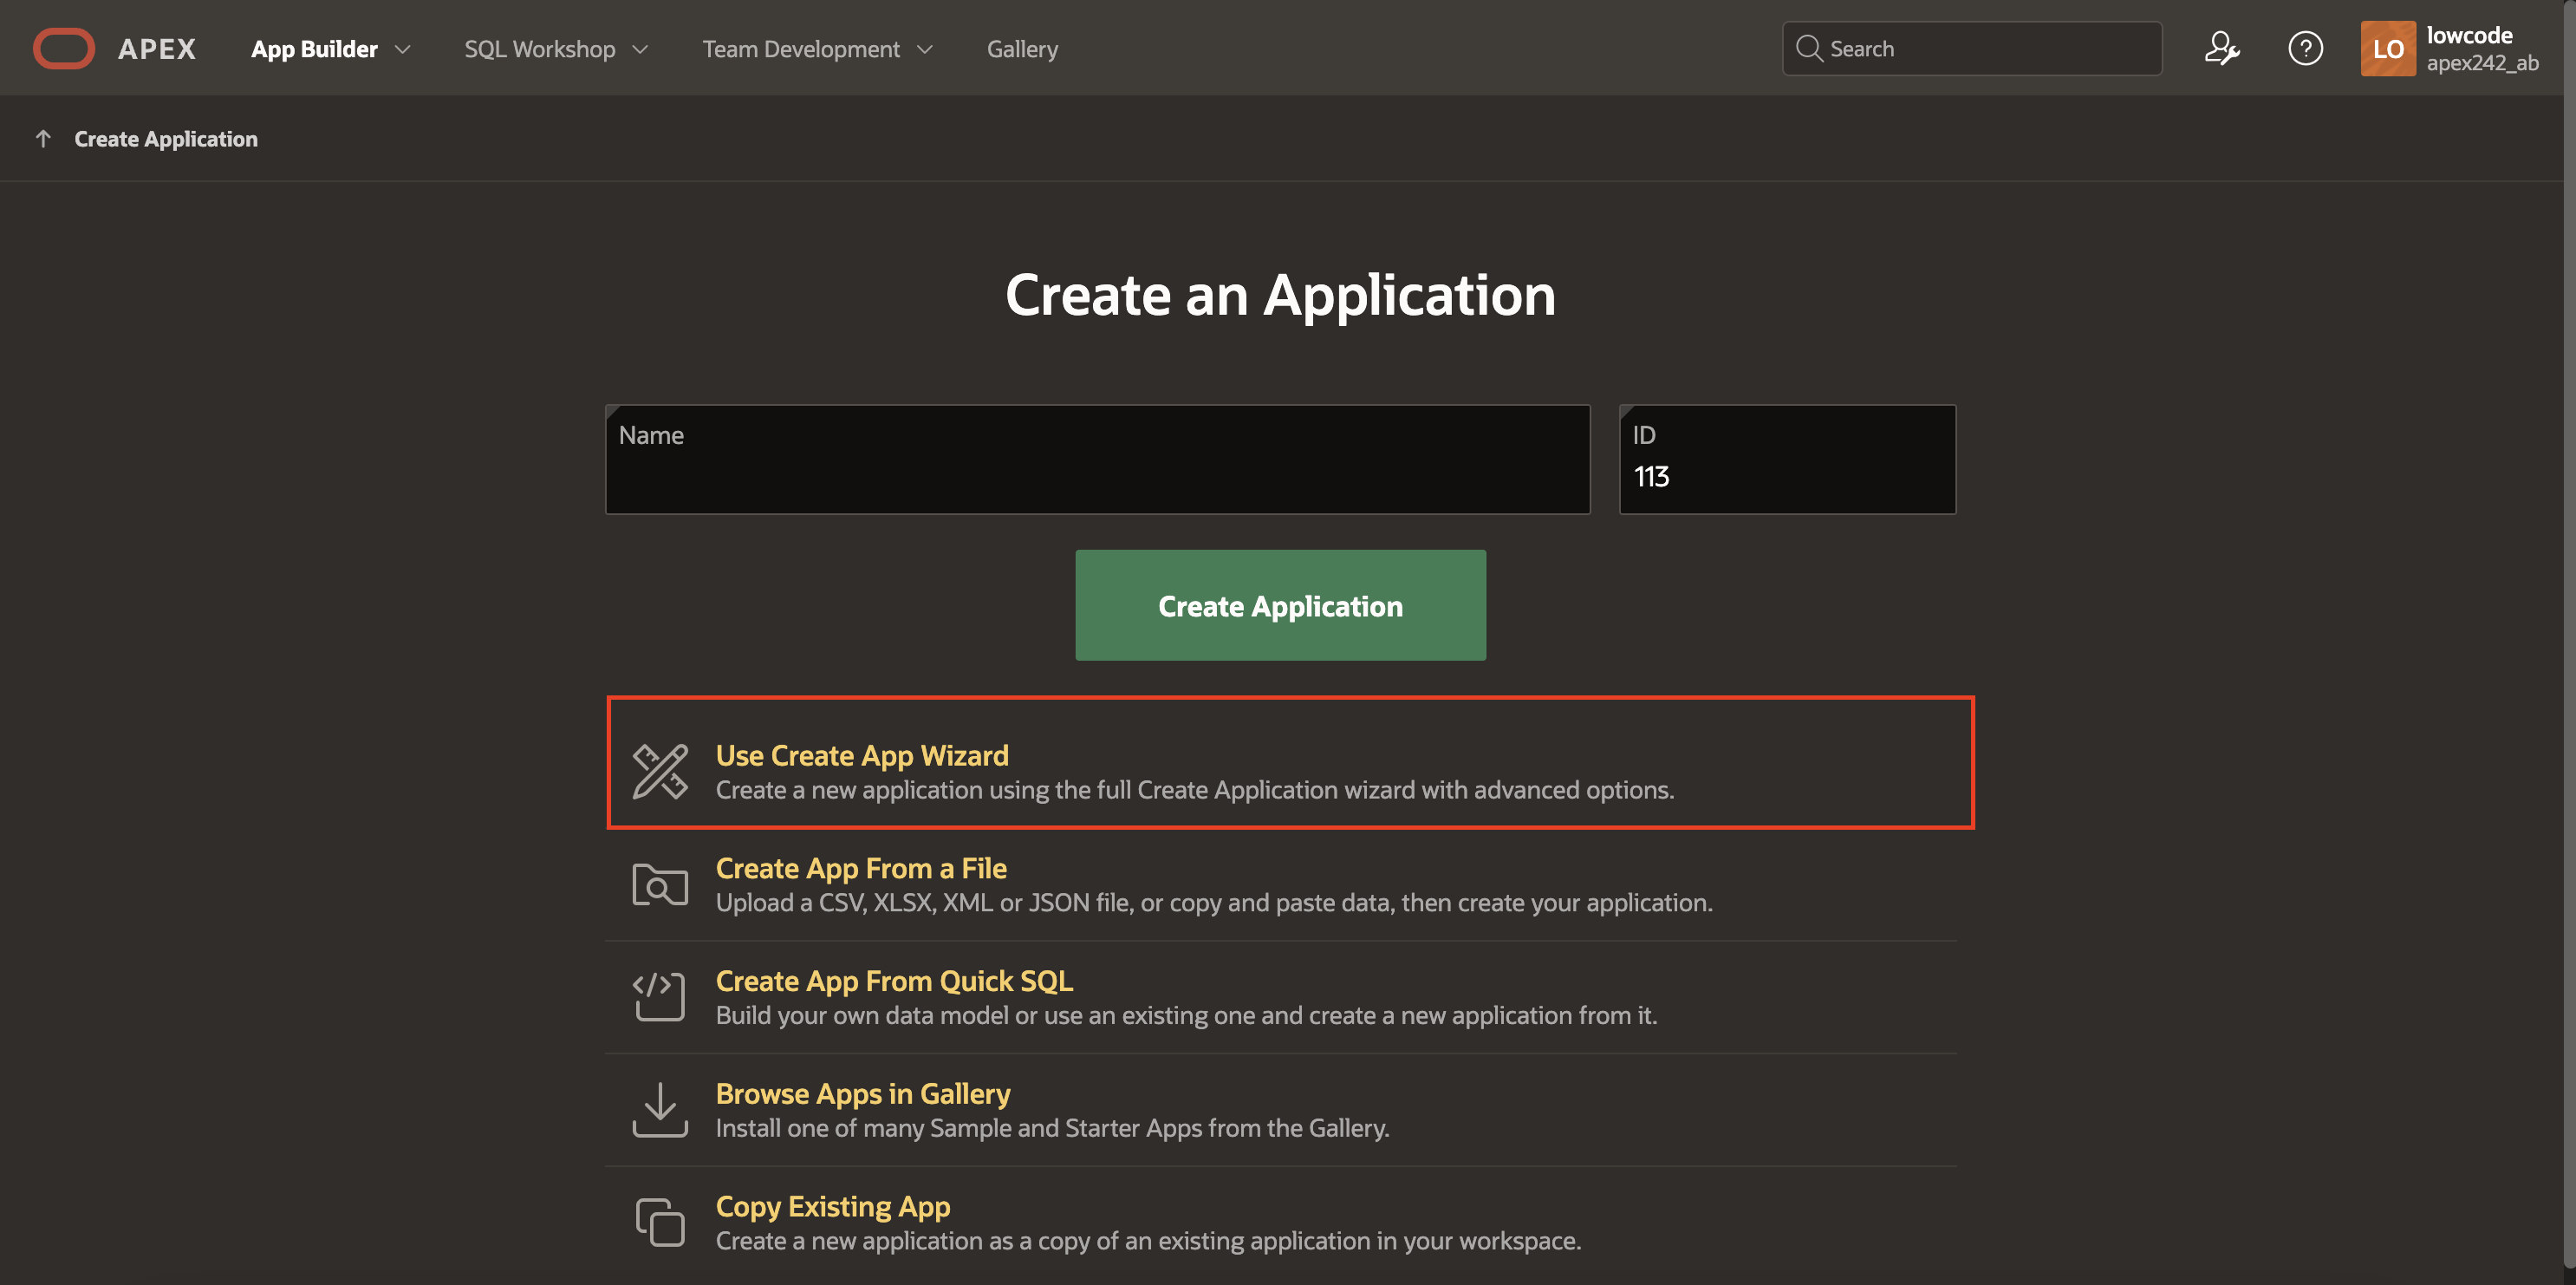 APEX App Builder SQL Workshop Team Development Gallery Search ? LO lowcode
apex242_ab
Create Application
Create an Application
Name ID
113
Create Application
Use Create App Wizard
Create a new application using the full Create Application wizard with advanced options.
Create App From a File
Upload a CSV, XLSX, XML or JSON file, or copy and paste data, then create your application.
Create App From Quick SQL
Build your own data model or use an existing one and create a new application from it.
Browse Apps in Gallery
Install one of many Sample and Starter Apps from the Gallery.
Copy Existing App
Create a new application as a copy of an existing application in your workspace.